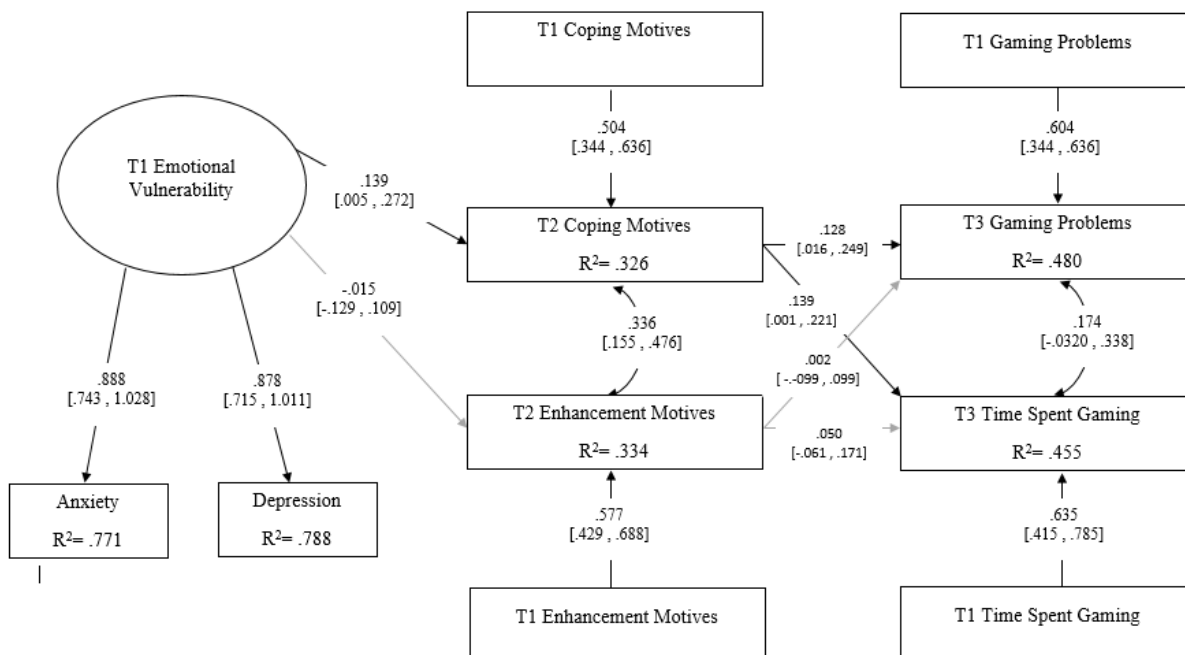 T1 Coping Motives
T1 Gaming Problems
.504
[.344 , .636]
.604
[.344 , .636]
T1 Emotional
Vulnerability
.139
[.005 , .272]
T2 Coping Motives
R²= .326
.128
[.016 , .249]
T3 Gaming Problems
R²= .480
-.015
[-.129 , .109]
.139
[.001 , .221]
.336
[.155 , .476]
.174
[-.0320 , .338]
.002
[-.-099 , .099]
.888
[.743 , 1.028]
.878
[.715 , 1.011]
T2 Enhancement Motives
R²= .334
.050
[-.061 , .171]
T3 Time Spent Gaming
R²= .455
Anxiety
R²= .771
Depression
R²= .788
.577
[.429 , .688]
.635
[.415 , .785]
T1 Enhancement Motives
T1 Time Spent Gaming